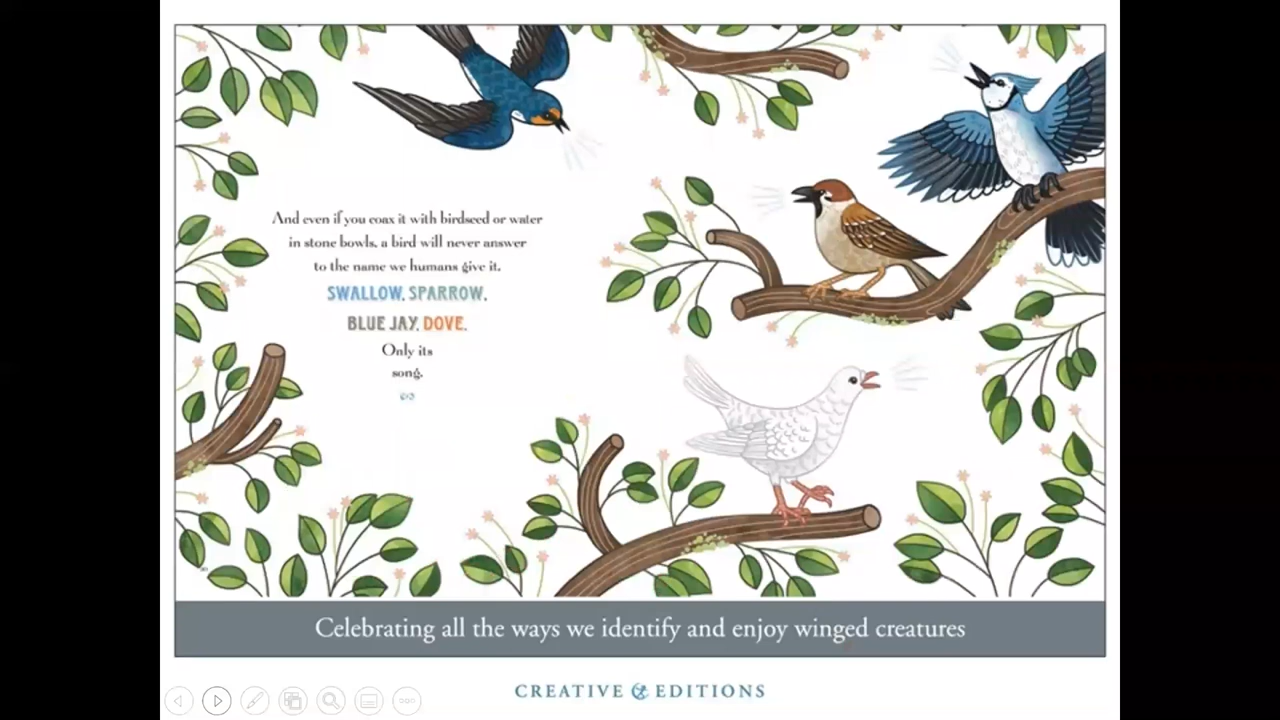 And even if you coax it with birdseed or water
in stone bowls, a bird will never answer
to the name we humans give it.
SWALLOW, SPARROW,
BLUE JAY, DOVE.
Only its
song.
Celebrating all the ways we identify and enjoy winged creatures
CREATIVE EDITIONS